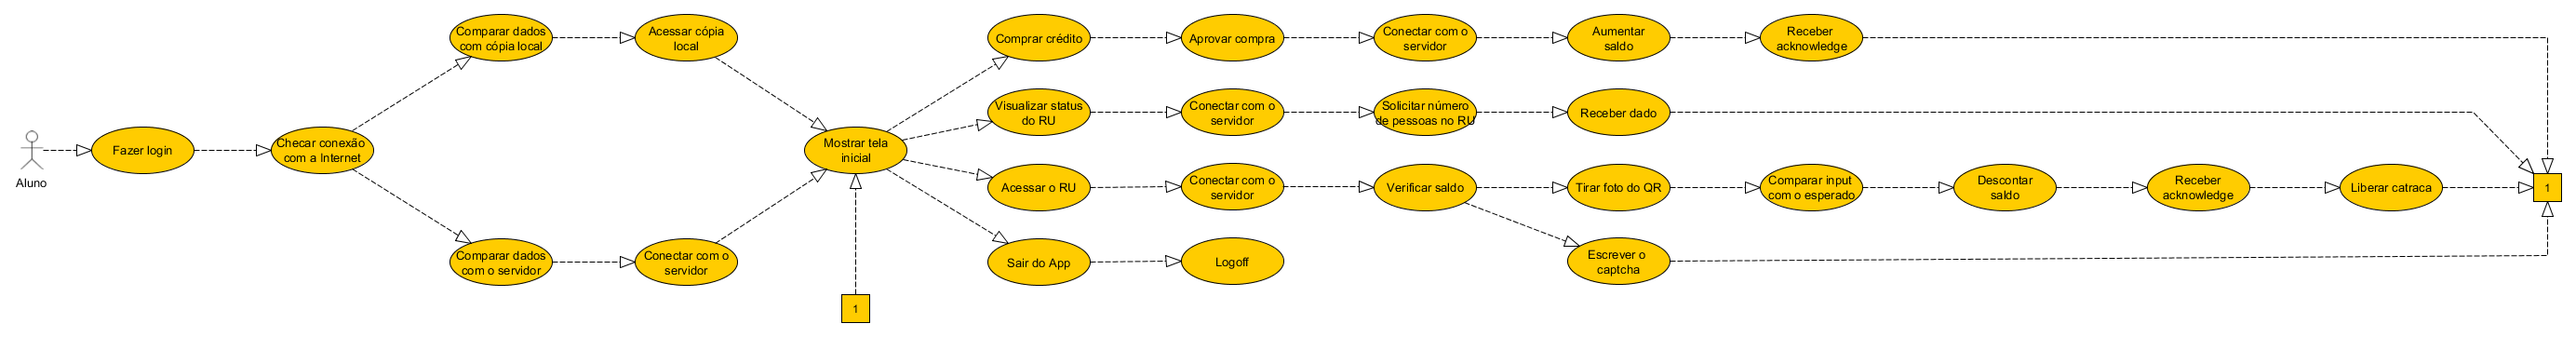 Aluno
Fazer login
Checar conexão
com a Internet
Comparar dados
com cópia local
Acessar cópia
local
Comparar dados
com o servidor
Conectar com o
servidor
Mostrar tela
inicial
1
Comprar crédito
Aprovar compra
Conectar com o
servidor
Aumentar
saldo
Receber
acknowledge
Visualizar status
do RU
Conectar com o
servidor
Solicitar número
de pessoas no RU
Receber dado
Acessar o RU
Conectar com o
servidor
Verificar saldo
Tirar foto do QR
Comparar input
com o esperado
Descontar
saldo
Receber
acknowledge
Liberar catraca
1
Sair do App
Logoff
Escrever o
captcha